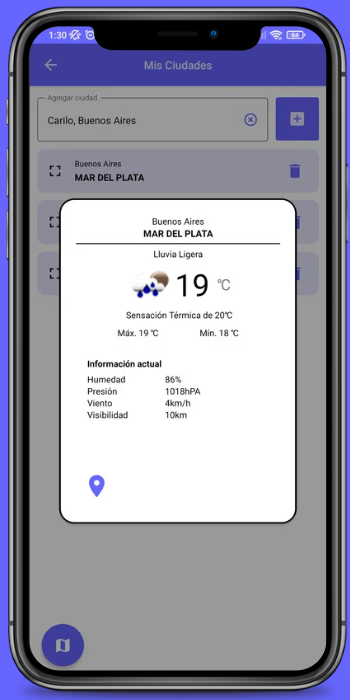 1:30
84
Mis Ciudades
Agregar ciudad
Carilo, Buenos Aires
Buenos Aires
MAR DEL PLATA
Buenos Aires
MAR DEL PLATA
Lluvia Ligera
19 °C
Sensación Térmica de 20°C
Máx. 19 °C Mín. 18 °C
Información actual
Humedad 86%
Presión 1018hPA
Viento 4km/h
Visibilidad 10km